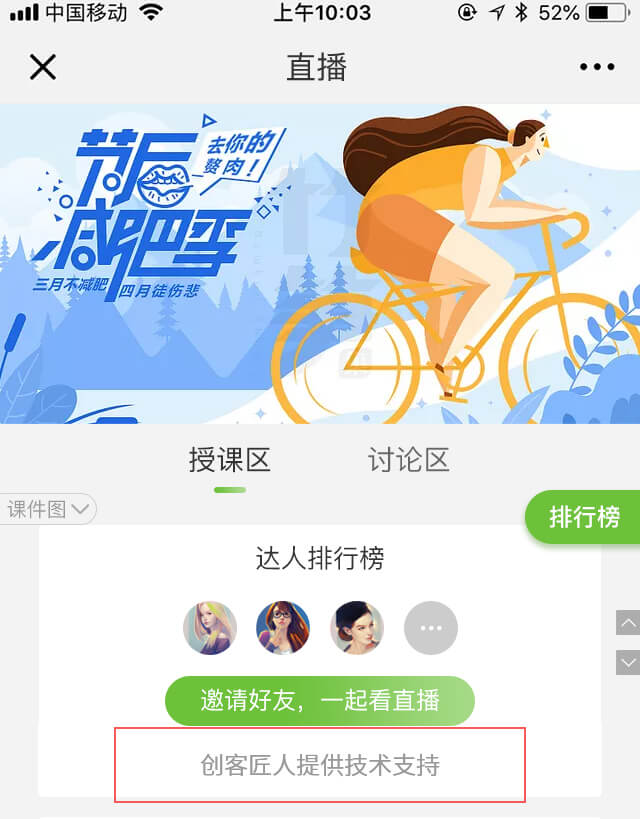 中国移动
上午10:03
52%
直播
节后
去你的
赘肉！
减肥季
三月不减肥 四月徒伤悲
授课区
讨论区
课件图
排行榜
达人排行榜
邀请好友，一起看直播
创客匠人提供技术支持